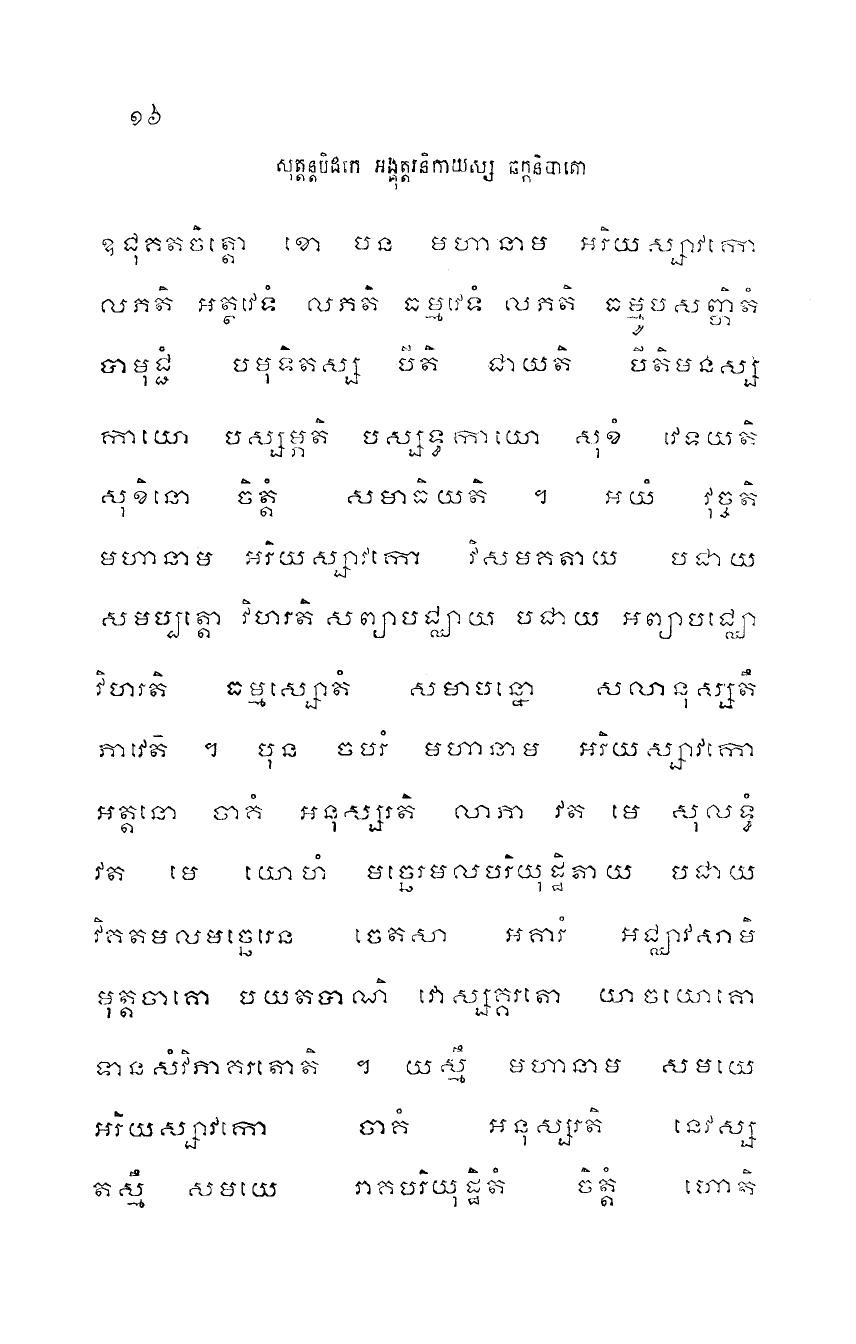 ១៦
សុត្តន្តបិដកេ អង្គុត្តរនិកាយស្ស ឆក្កនិបាតោ
ឧជុគតចិត្តោ ខោ បន មហានាម អរិយស្សាវកោ
លភតិ អត្ថវេទំ លភតិ ធម្មវេទំ លភតិ ធម្មូបសញ្ហិតំ
បាមុជ្ជំ បមុទិតស្ស បីតិ ជាយតិ បីតិមនស្ស
កាយោ បស្សម្ភតិ បស្សទ្ធកាយោ សុខំ វេទយតិ
សុខិនោ ចិត្តំ សមាធិយតិ ។ អយំ វុច្ចតិ
មហានាម អរិយស្សាវកោ វិសមគតាយ បជាយ
សមប្បត្តោ វិហរតិ សព្យាបជ្ឈាយ បជាយ អព្យាបជ្ឈោ
វិហរតិ ធម្មស្សោតំ សមាបន្នោ សលានុស្សតឹ
ភាវេតិ ។ បុន ចបរំ មហានាម អរិយស្សាវកោ
អត្តនោ ចាគំ អនុស្សរតិ លាភា វត មេ សុលទ្ធំ
វត មេ យោហំ មច្ឆេរមលបរិយុដ្ឋិតាយ បជាយ
វិគតមលមច្ឆេរេន ចេតសា អគារំ អជ្ឈាវសាមិ
មុត្តចាគោ បយតបាណិ វោស្សគ្គរតោ យាចយោគោ
ទានសំវិភាគរតោតិ ។ យស្មឹ មហានាម សមយេ
អរិយស្សាវកោ ចាគំ អនុស្សរតិ នេវស្ស
តស្មឹ សមយេ រាគបរិយុដ្ឋិតំ ចិត្តំ ហោតិ